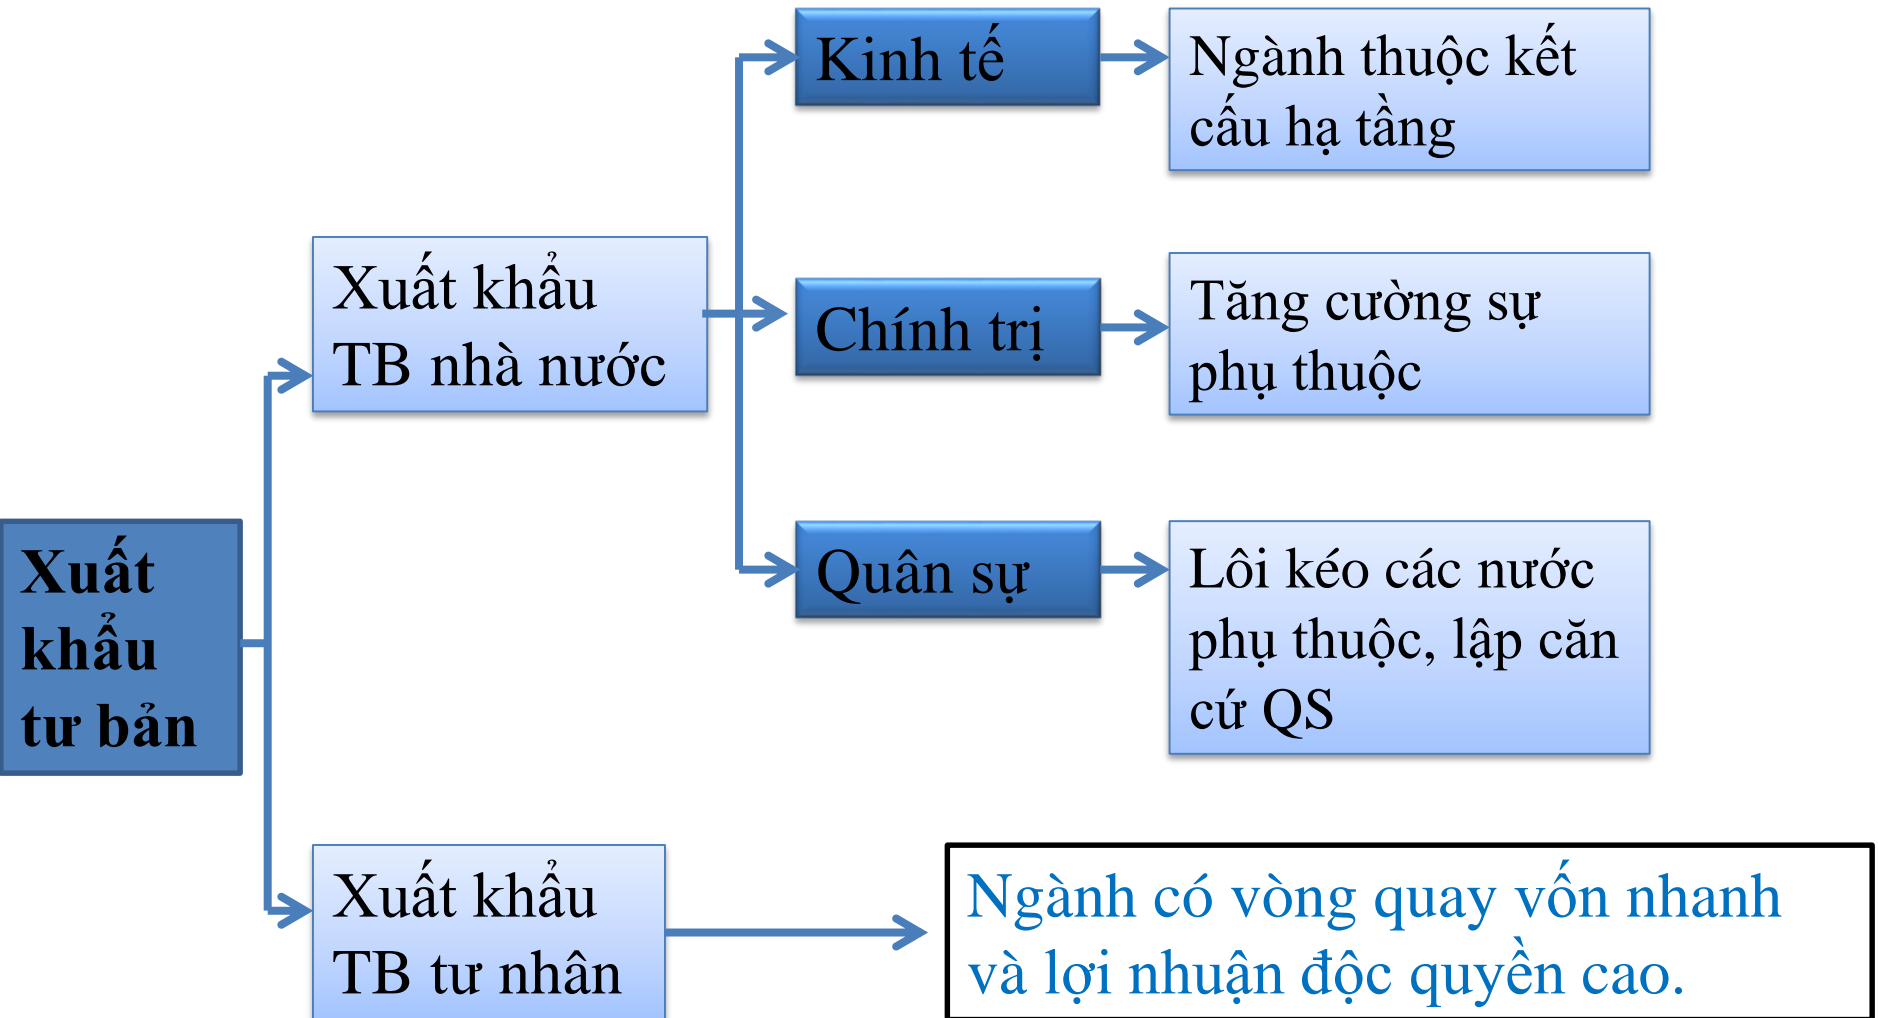 Xuất
khẩu
tư bản
Xuất khẩu
TB nhà nước
Kinh tế
Ngành thuộc kết
cấu hạ tầng
Chính trị
Tăng cường sự
phụ thuộc
Quân sự
Lôi kéo các nước
phụ thuộc, lập căn
cứ QS
Xuất khẩu
TB tư nhân
Ngành có vòng quay vốn nhanh
và lợi nhuận độc quyền cao.